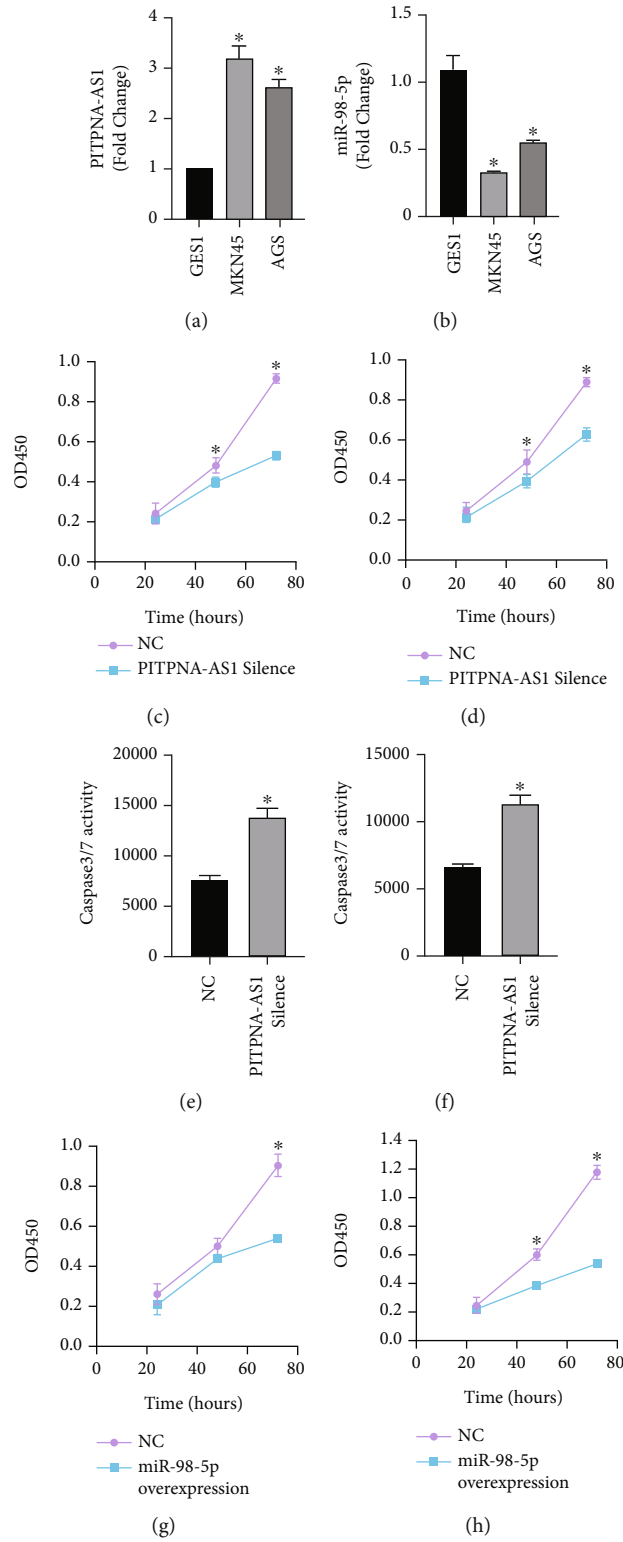 PITPNA-AS1
(Fold Change)
4
3
2
1
0
*
*
GES1
MKN45
AGS
(a)
miR-98-5p
(Fold Change)
1.5
1.0
0.5
0
*
*
GES1
MKN45
AGS
(b)
OD450
1.0
0.8
0.6
0.4
0.2
0.0
*
*
0
20
40
60
80
Time (hours)
NC
PITPNA-AS1 Silence
(c)
OD450
1.0
0.8
0.6
0.4
0.2
0.0
*
*
0
20
40
60
80
Time (hours)
NC
PITPNA-AS1 Silence
(d)
Caspase3/7 activity
20000
15000
10000
5000
0
*
NC
PITPNA-AS1
Silence
(e)
Caspase3/7 activity
15000
10000
5000
0
*
NC
PITPNA-AS1
Silence
(f)
OD450
1.0
0.8
0.6
0.4
0.2
0.0
*
0
20
40
60
80
Time (hours)
NC
miR-98-5p
overexpression
(g)
OD450
1.4
1.2
1.0
0.8
0.6
0.4
0.2
0.0
*
*
0
20
40
60
80
Time (hours)
NC
miR-98-5p
overexpression
(h)